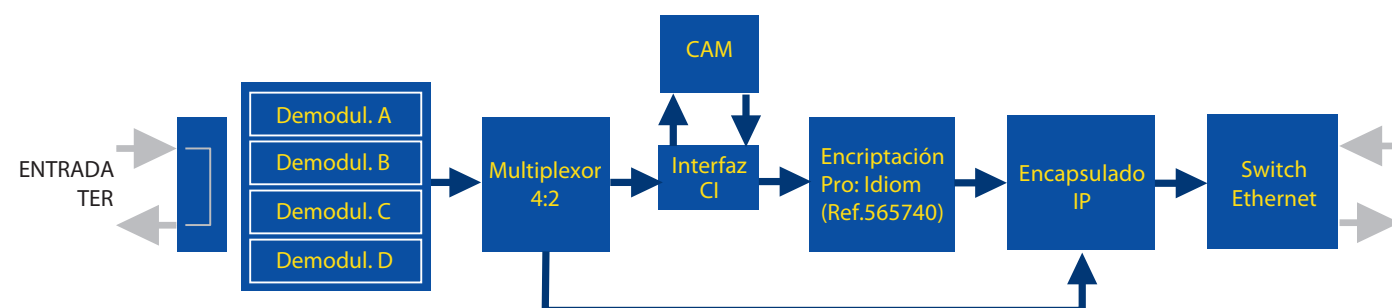 ENTRADA
TER
Demodul. A
Demodul. B
Demodul. C
Demodul. D
Multiplexor
4:2
CAM
Interfaz
CI
Encriptación
Pro: Idiom
(Ref.565740)
Encapsulado
IP
Switch
Ethernet